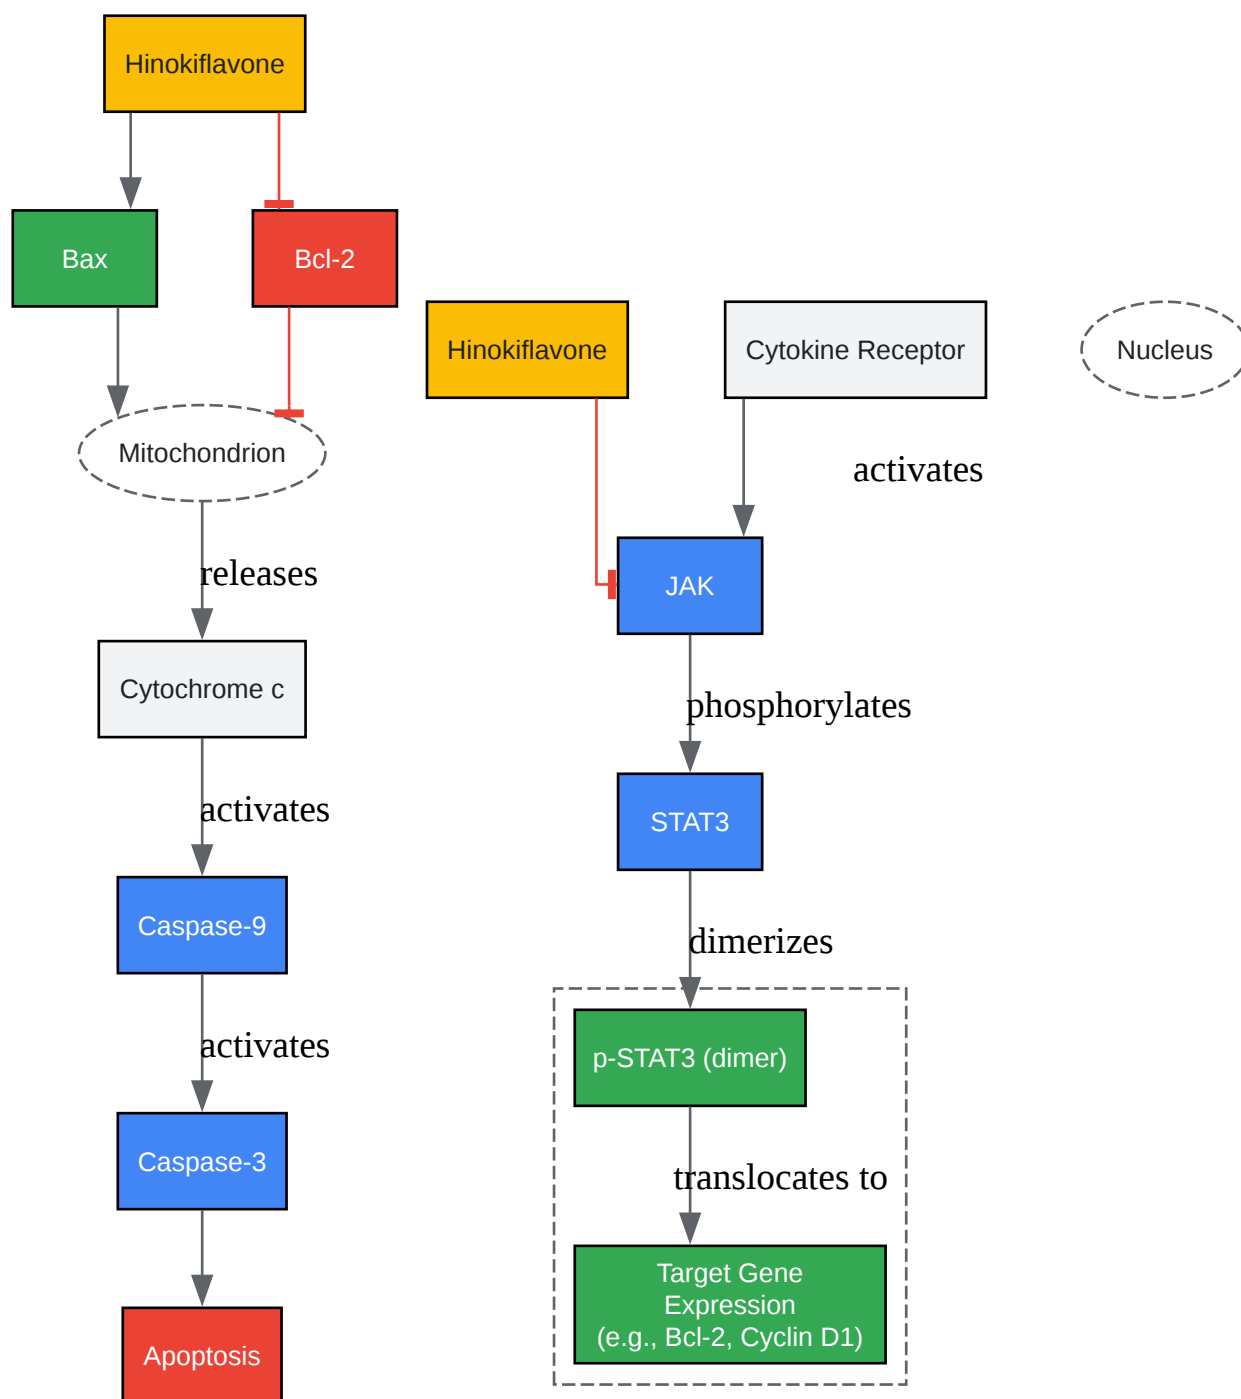 Hinokiflavone
Bax
Bcl-2
Mitochondrion
releases
Cytochrome c
activates
Caspase-9
activates
Caspase-3
Apoptosis
Hinokiflavone
Cytokine Receptor
Nucleus
activates
JAK
phosphorylates
STAT3
dimerizes
p-STAT3 (dimer)
translocates to
Target Gene
Expression
(e.g., Bcl-2, Cyclin D1)